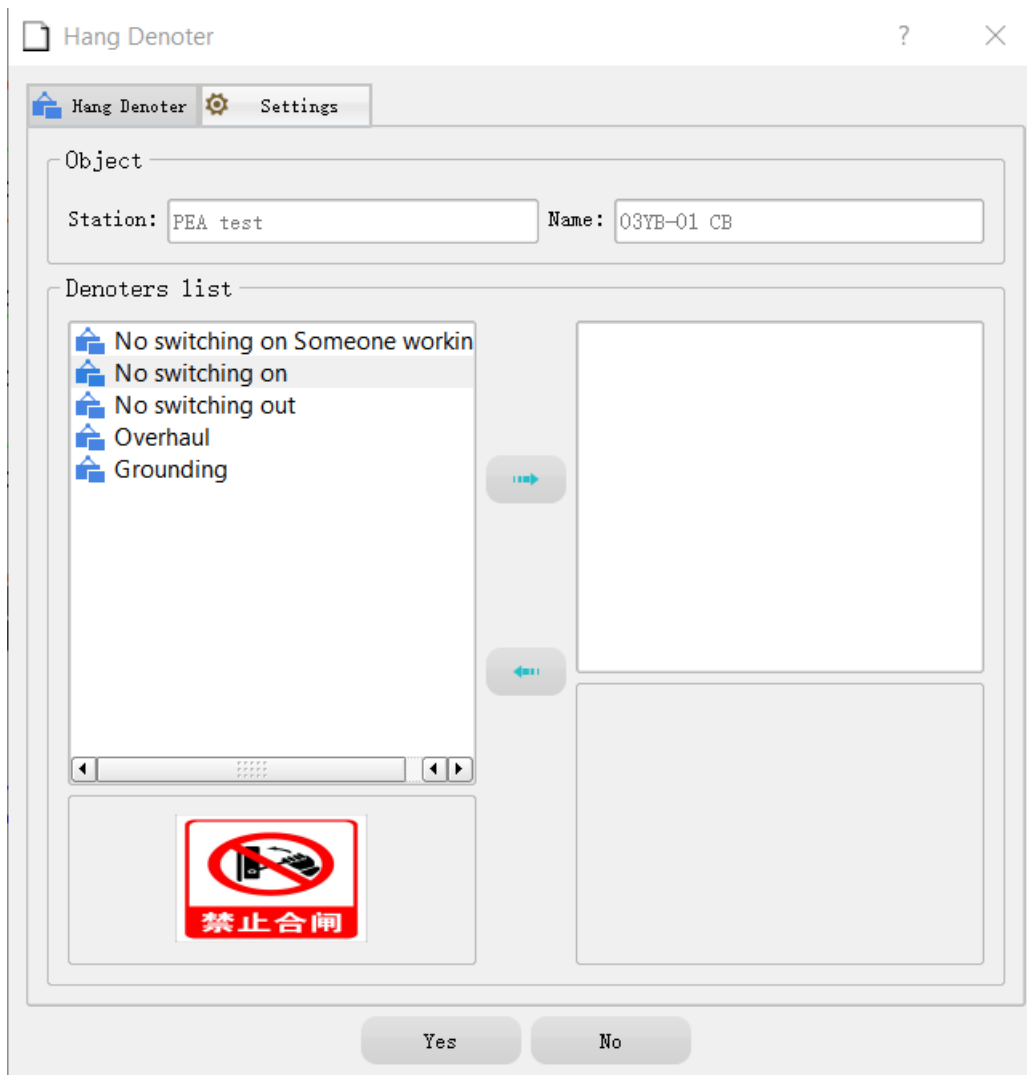 Hang Denoter
?
Hang Denoter
Settings
Object
Station:
PEA test
Name:
03YB-01 CB
Denoters list
No switching on Someone workin
No switching on
No switching out
Overhaul
Grounding
禁止合闸
Yes
No